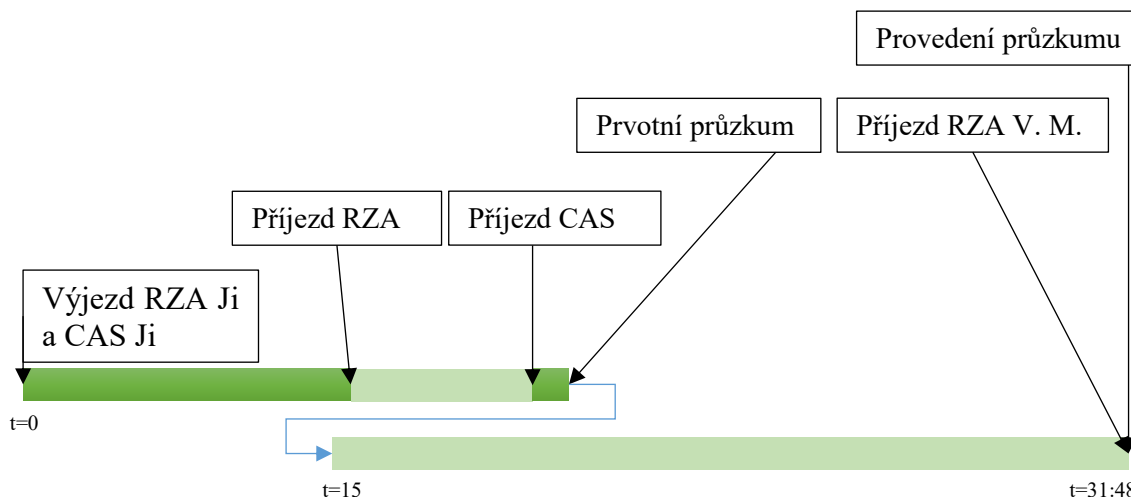 Provedení průzkumu
Prvotní průzkum
Příjezd RZA V. M.
Příjezd RZA
Příjezd CAS
Výjezd RZA Ji
a CAS Ji
t=0
t=15
t=31:48